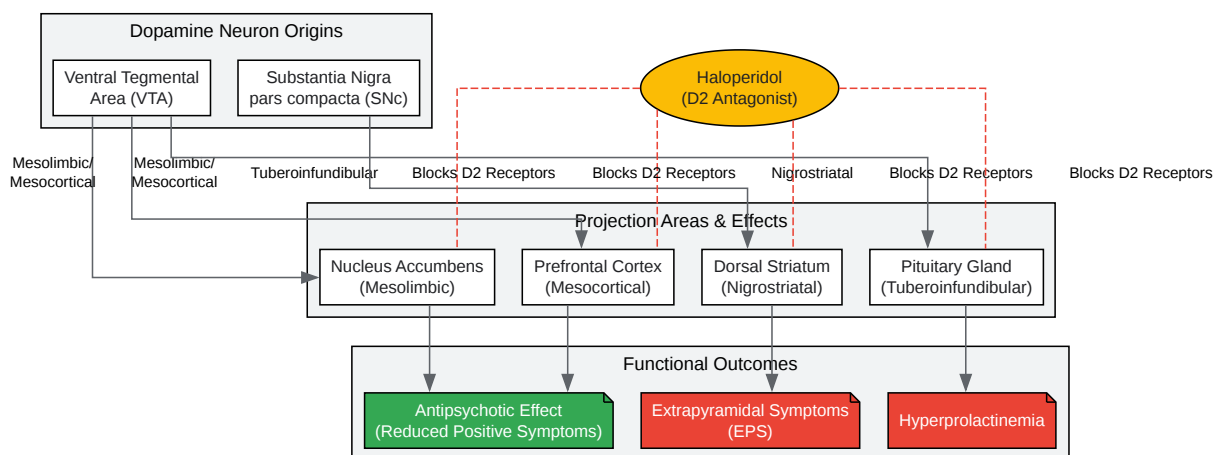 Dopamine Neuron Origins
Ventral Tegmental
Area (VTA)
Substantia Nigra
pars compacta (SNc)
Haloperidol
(D2 Antagonist)
Mesolimbic/
Mesocortical
Mesolimbic/
Mesocortical
Tuberoinfundibular
Blocks D2 Receptors
Blocks D2 Receptors
Nigrostriatal
Blocks D2 Receptors
Blocks D2 Receptors
Projection Areas & Effects
Nucleus Accumbens
(Mesolimbic)
Prefrontal Cortex
(Mesocortical)
Dorsal Striatum
(Nigrostriatal)
Pituitary Gland
(Tuberoinfundibular)
Functional Outcomes
Antipsychotic Effect
(Reduced Positive Symptoms)
Extrapyramidal Symptoms
(EPS)
Hyperprolactinemia